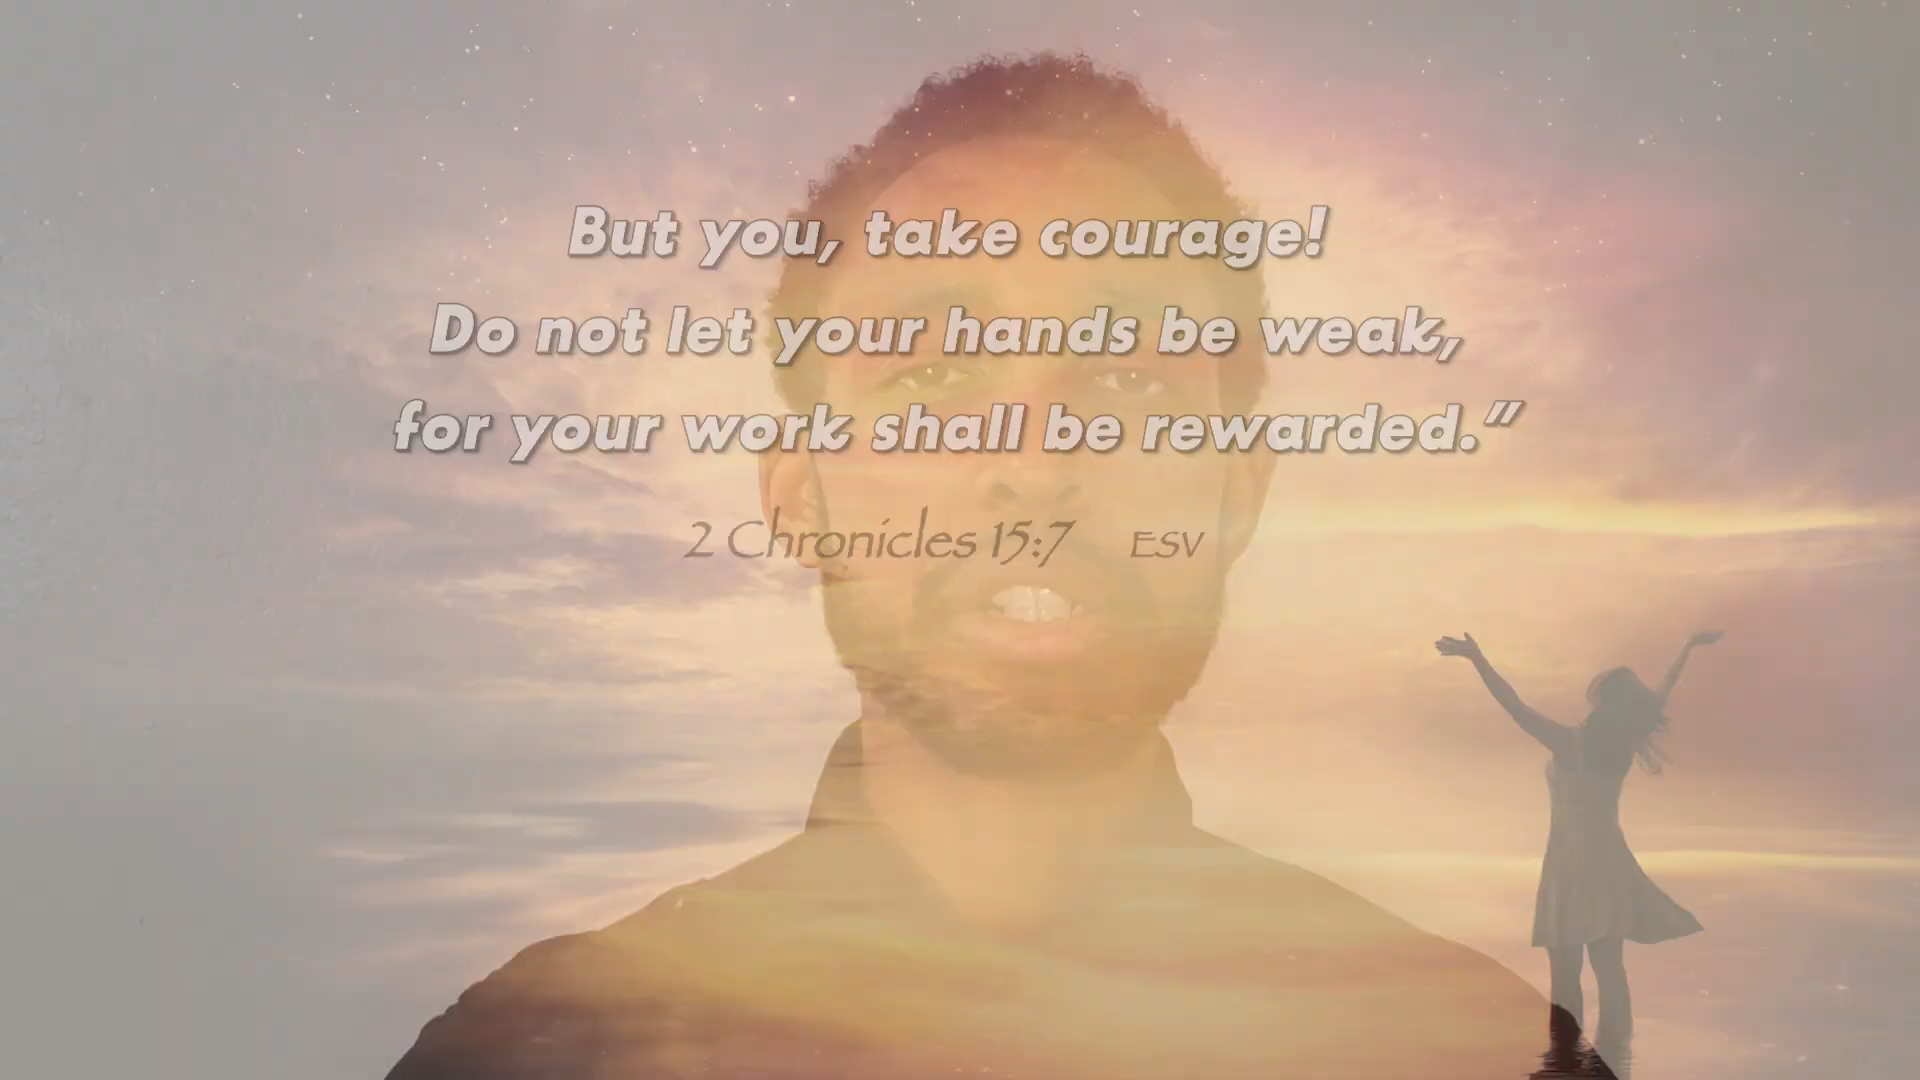 But you, take courage!
Do not let your hands be weak,
for your work shall be rewarded.”
2 Chronicles 15:7 ESV